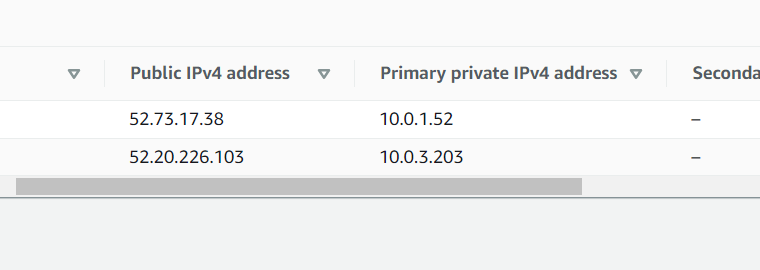 Public IPv4 address Primary private IPv4 address Seconda
52.73.17.38 10.0.1.52 –
52.20.226.103 10.0.3.203 –